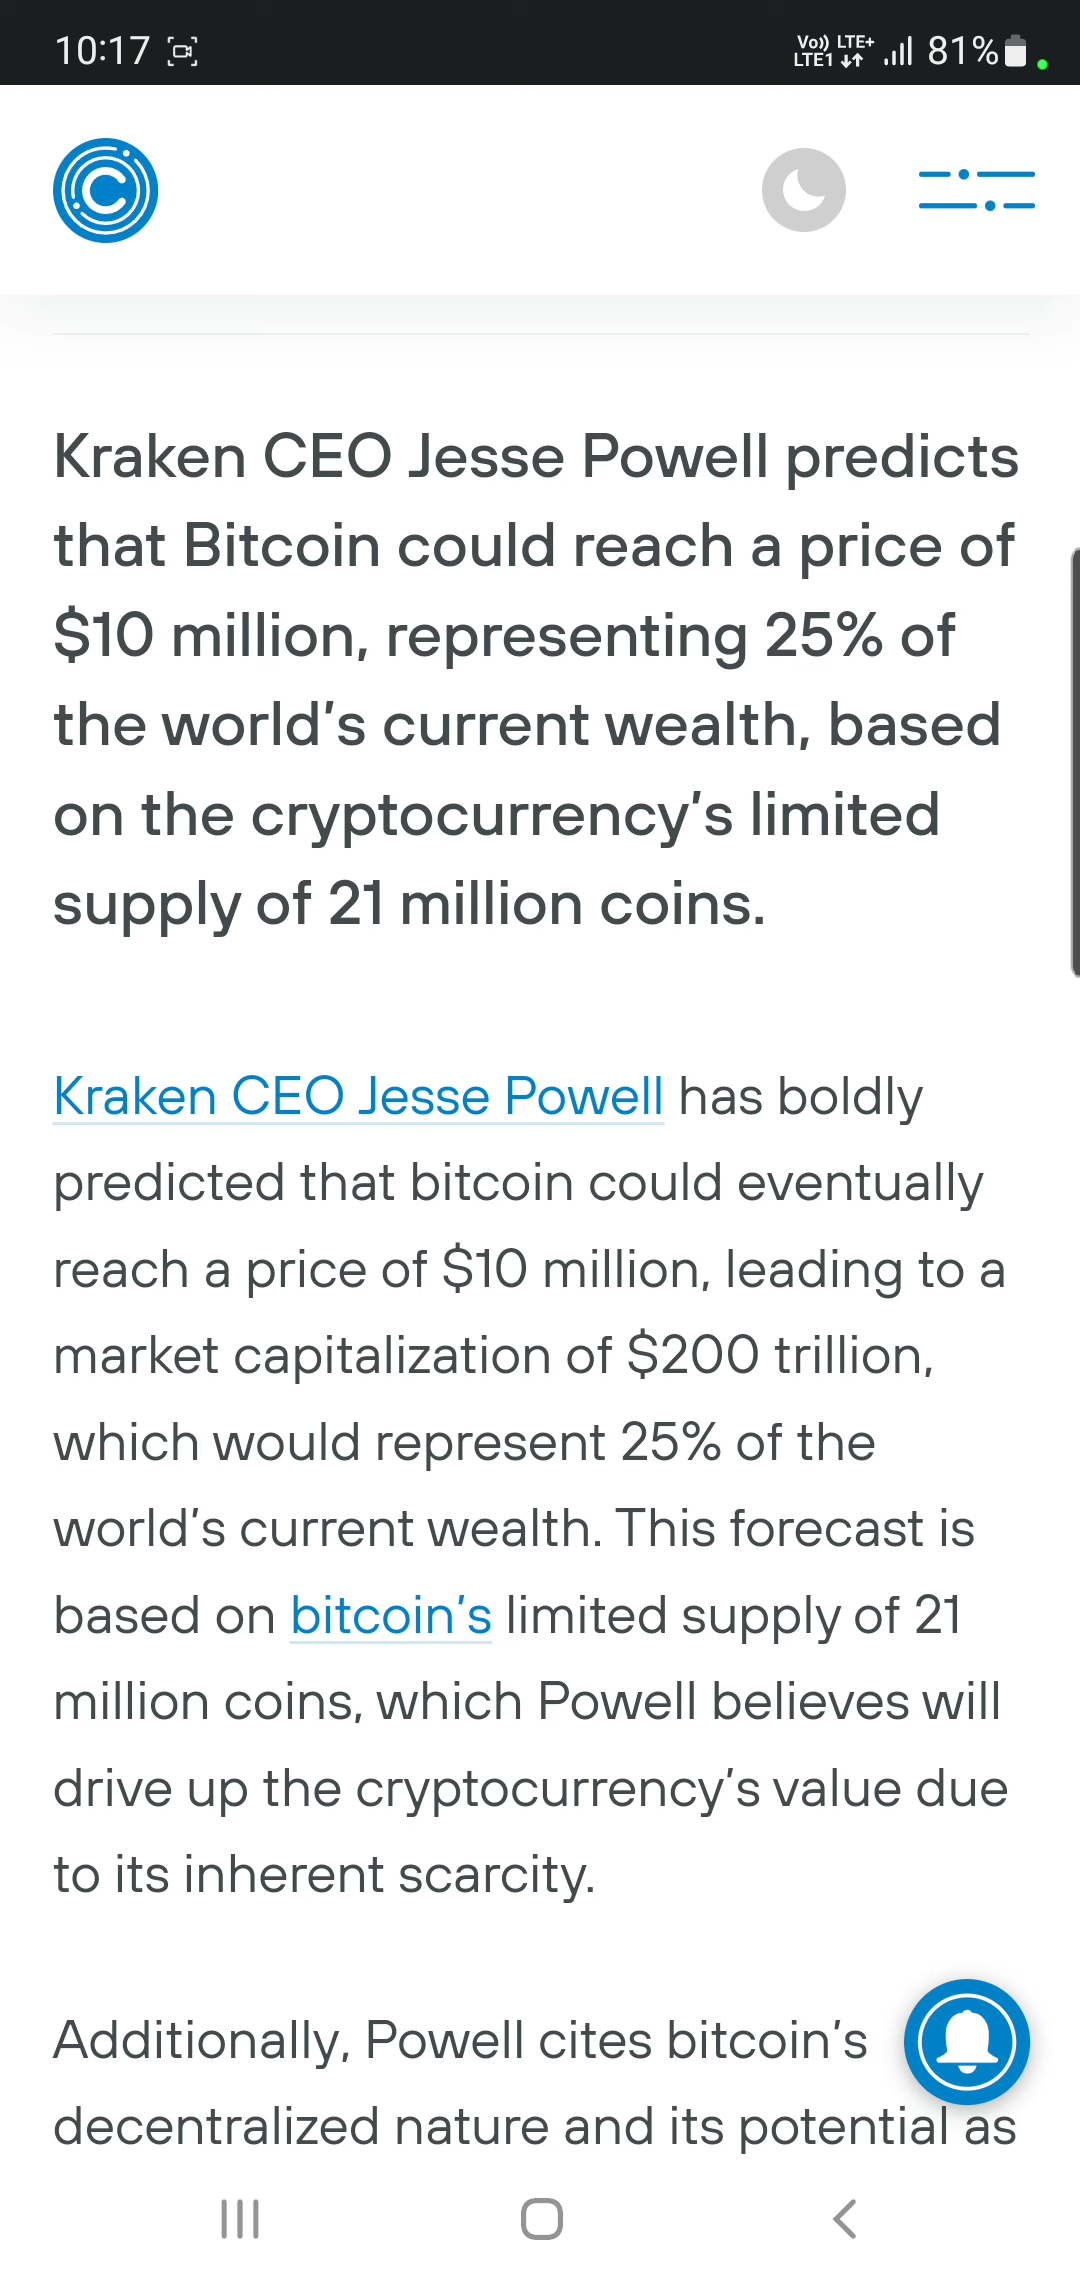 10:17
Vo)) LTE+
LTE1
81%
Kraken CEO Jesse Powell predicts
that Bitcoin could reach a price of
$10 million, representing 25% of
the world’s current wealth, based
on the cryptocurrency’s limited
supply of 21 million coins.
Kraken CEO Jesse Powell has boldly
predicted that bitcoin could eventually
reach a price of $10 million, leading to a
market capitalization of $200 trillion,
which would represent 25% of the
world’s current wealth. This forecast is
based on bitcoin’s limited supply of 21
million coins, which Powell believes will
drive up the cryptocurrency’s value due
to its inherent scarcity.
Additionally, Powell cites bitcoin’s
decentralized nature and its potential as